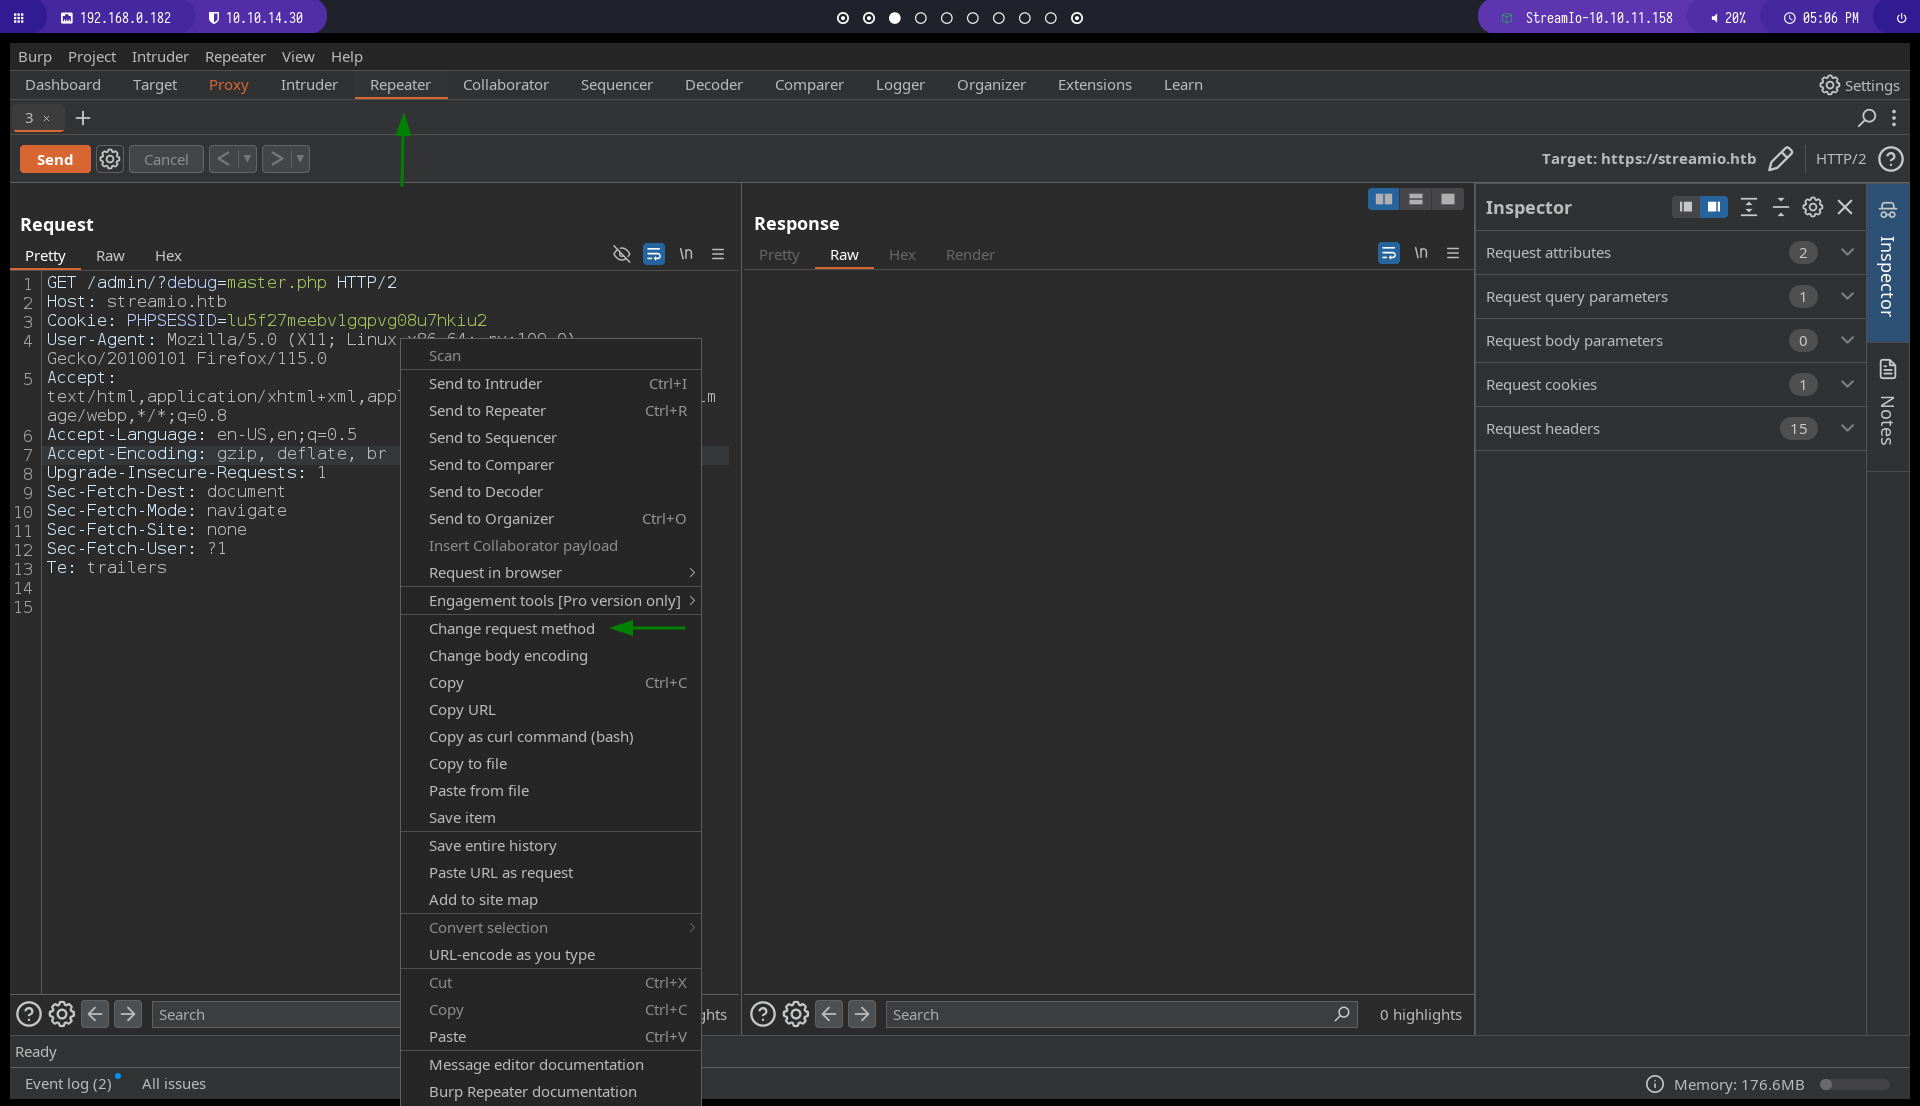 192.168.0.182
10.10.14.30
StreamIo-10.10.11.158
20%
05:06 PM
Burp Project Intruder Repeater View Help
Dashboard Target Proxy Intruder Repeater Collaborator Sequencer Decoder Comparer Logger Organizer Extensions Learn
Settings
3 ×
Send
Cancel
Target: https://streamio.htb
HTTP/2
Request
Pretty Raw Hex
\n
1 GET /admin/?debug=master.php HTTP/2
2 Host: streamio.htb
3 Cookie: PHPSESSID=lu5f27meebv1gqpvg08u7hkiu2
4 User-Agent: Mozilla/5.0 (X11; Linux x86_64; rv:109.0)
Gecko/20100101 Firefox/115.0
5 Accept:
text/html,application/xhtml+xml,appl
m
age/webp,*/*;q=0.8
6 Accept-Language: en-US,en;q=0.5
7 Accept-Encoding: gzip, deflate, br
8 Upgrade-Insecure-Requests: 1
9 Sec-Fetch-Dest: document
10 Sec-Fetch-Mode: navigate
11 Sec-Fetch-Site: none
12 Sec-Fetch-User: ?1
13 Te: trailers
14
15
Scan
Send to Intruder Ctrl+I
Send to Repeater Ctrl+R
Send to Sequencer
Send to Comparer
Send to Decoder
Send to Organizer Ctrl+O
Insert Collaborator payload
Request in browser
Engagement tools [Pro version only]
Change request method
Change body encoding
Copy Ctrl+C
Copy URL
Copy as curl command (bash)
Copy to file
Paste from file
Save item
Save entire history
Paste URL as request
Add to site map
Convert selection
URL-encode as you type
Cut Ctrl+X
Copy Ctrl+C
Paste Ctrl+V
Message editor documentation
Burp Repeater documentation
Search
ghts
Response
Pretty Raw Hex Render
\n
Search
0 highlights
Inspector
Request attributes 2
Request query parameters 1
Request body parameters 0
Request cookies 1
Request headers 15
Inspector
Notes
Ready
Event log (2) All issues
Memory: 176.6MB